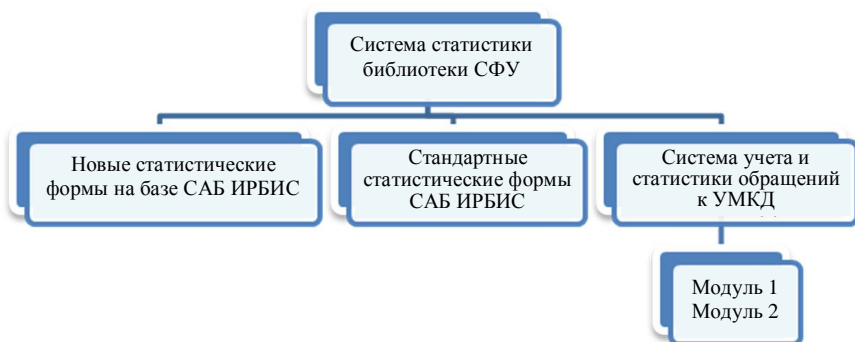 Система статистики
библиотеки СФУ
Новые статистические
формы на базе САБ ИРБИС
Стандартные
статистические формы
САБ ИРБИС
Система учета и
статистики обращений
к УМКД
Модуль 1
Модуль 2